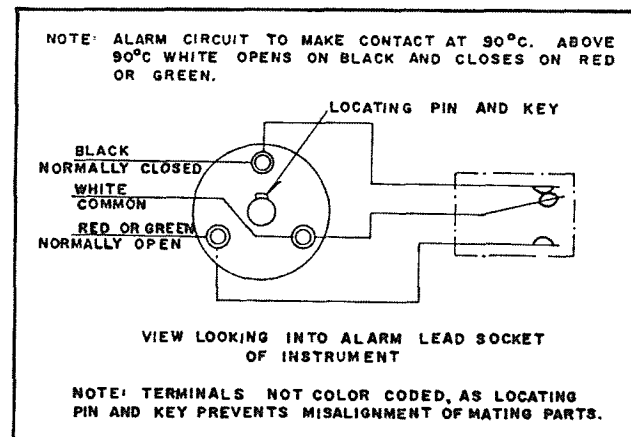 NOTE: ALARM CIRCUIT TO MAKE CONTACT AT 90°C. ABOVE
90°C WHITE OPENS ON BLACK AND CLOSES ON RED
OR GREEN.
LOCATING PIN AND KEY
BLACK
NORMALLY CLOSED
WHITE
COMMON
RED OR GREEN
NORMALLY OPEN
VIEW LOOKING INTO ALARM LEAD SOCKET
OF INSTRUMENT
NOTE: TERMINALS NOT COLOR CODED, AS LOCATING
PIN AND KEY PREVENTS MISALIGNMENT OF MATING PARTS.